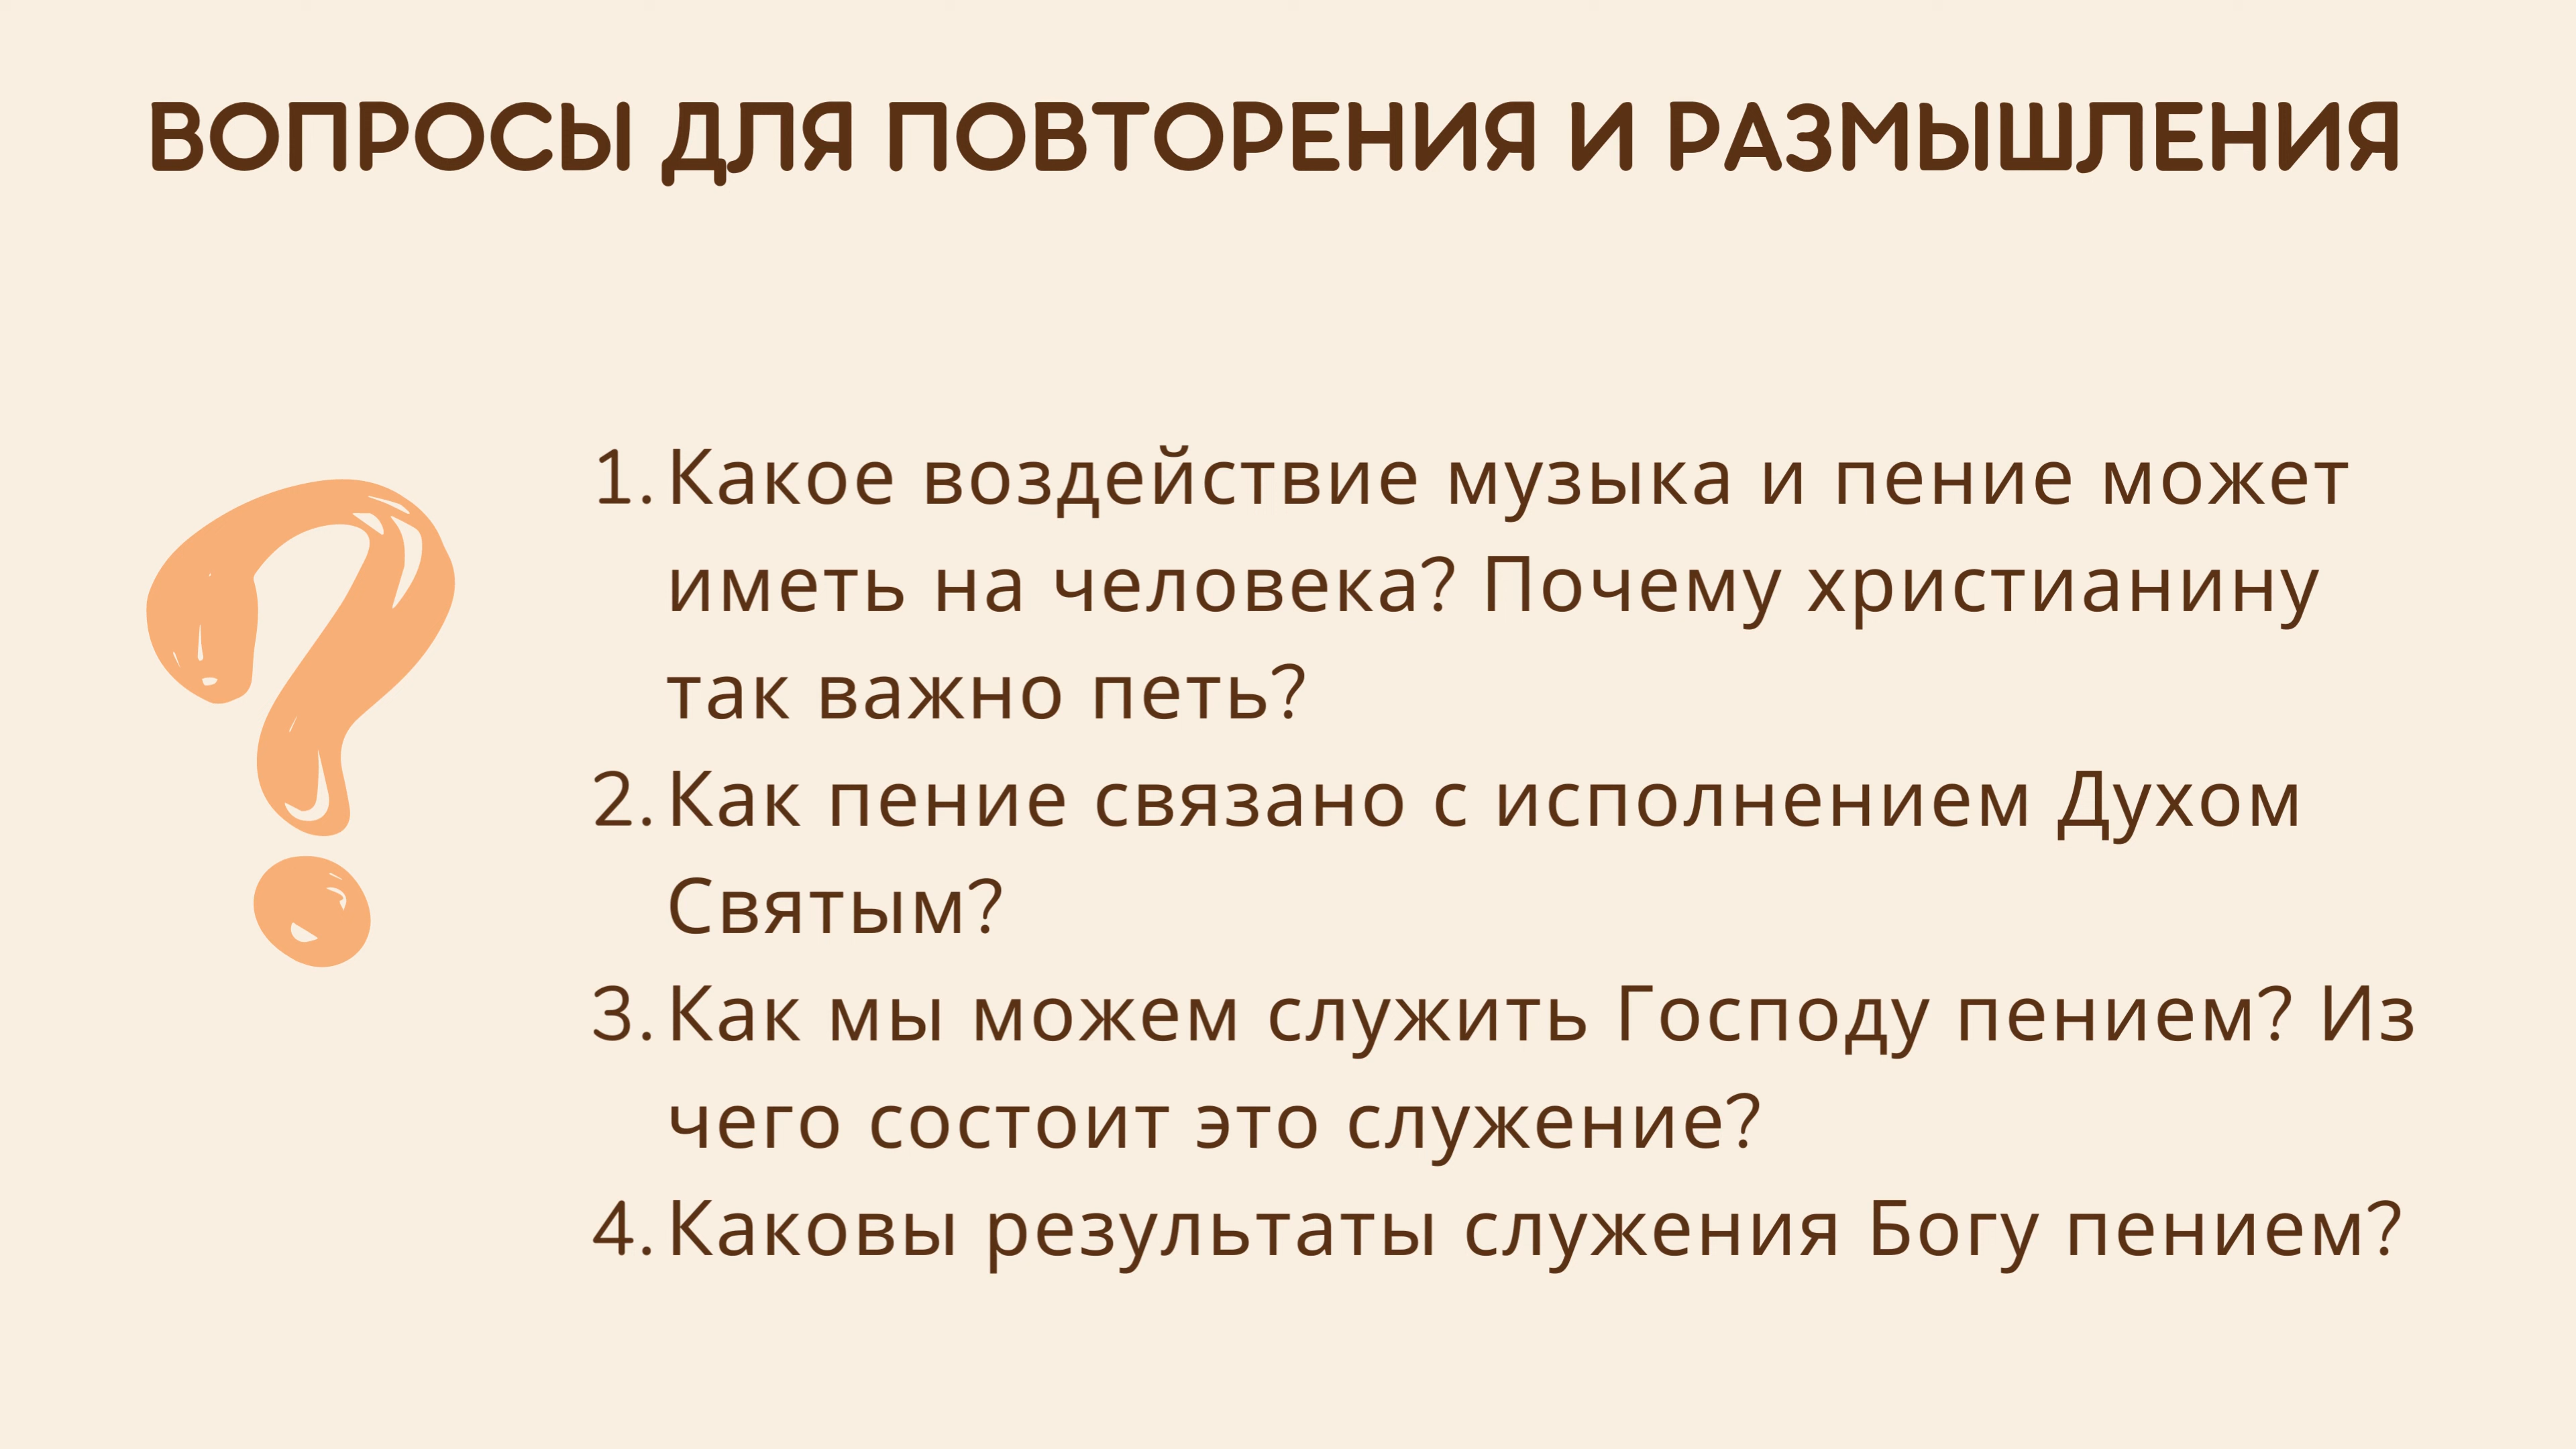 ВОПРОСЫ ДЛЯ ПОВТОРЕНИЯ И РАЗМЫШЛЕНИЯ
1. Какое воздействие музыка и пение может
иметь на человека? Почему христианину
так важно петь?
2. Как пение связано с исполнением Духом
Святым?
3. Как мы можем служить Господу пением? Из
чего состоит это служение?
4. Каковы результаты служения Богу пением?